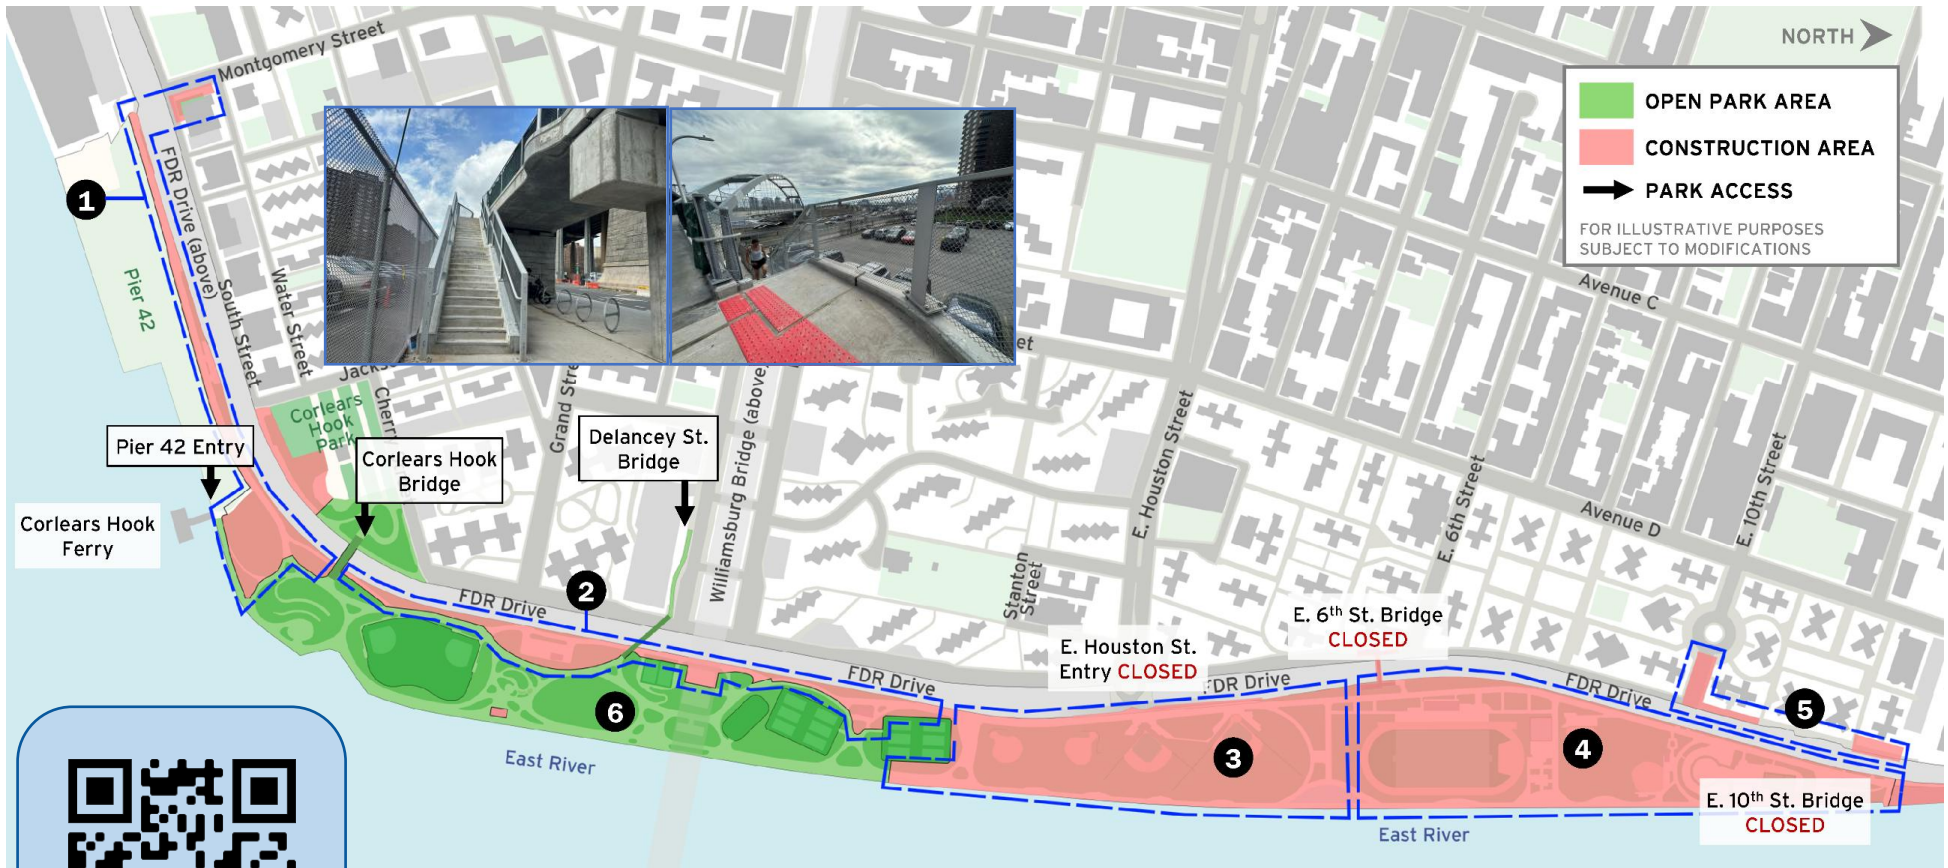 NORTH
OPEN PARK AREA
CONSTRUCTION AREA
PARK ACCESS
FOR ILLUSTRATIVE PURPOSES
SUBJECT TO MODIFICATIONS
Montgomery Street
1
FDR Drive (above)
Pier 42
South Street
Water Street
Corlears
Hook
Park
Grand
Williamsburg Bridge (above
Avenue C
Avenue D
E. Houston Street
E. 6th Street
E. 10th Street
Stanton
Street
Pier 42 Entry
Corlears Hook
Bridge
Delancey St.
Bridge
Corlears Hook
Ferry
2
FDR Drive
FDR Drive
E. Houston St.
Entry CLOSED
FDR Drive
E. 6th St. Bridge
CLOSED
FDR Drive
6
3
4
5
East River
E. 10th St. Bridge
CLOSED
East River